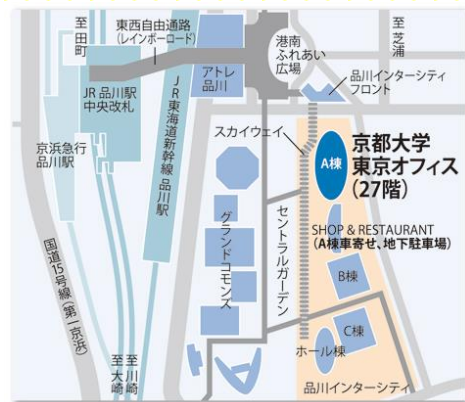 至田町
東西自由通路
(レインボーロード)
港南
ふれあい
広場
至芝浦
アトレ
品川
品川インターシティ
フロント
JR 品川駅
中央改札
JR東海道新幹線 品川駅
スカイウェイ
京浜急行
品川駅
A棟
京都大学
東京オフィス
(27階)
SHOP & RESTAURANT
(A棟車寄せ、地下駐車場)
グランドコモンズ
セントラルガーデン
B棟
国道15号線(第一京浜)
C棟
ホール棟
至大崎
至川崎
品川インターシティ